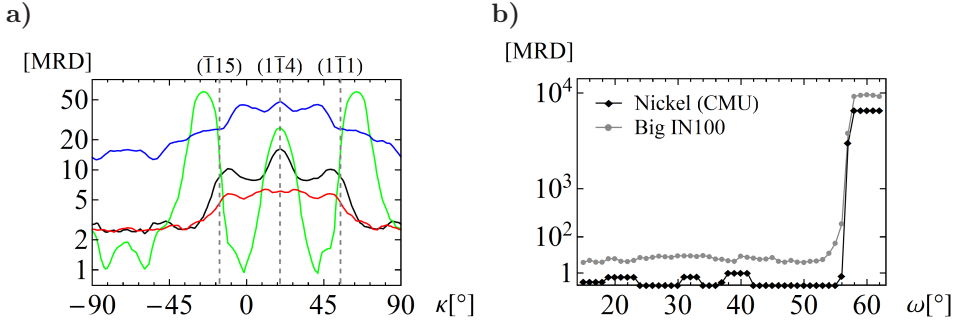 a)
[MRD]
(1̅15) (11̅4) (11̅1)
50
20
10
5
2
1
−90 −45 0 45 90 κ[°]
b)
[MRD]
10⁴
10³
10²
1
Nickel (CMU)
Big IN100
20 30 40 50 60 ω[°]